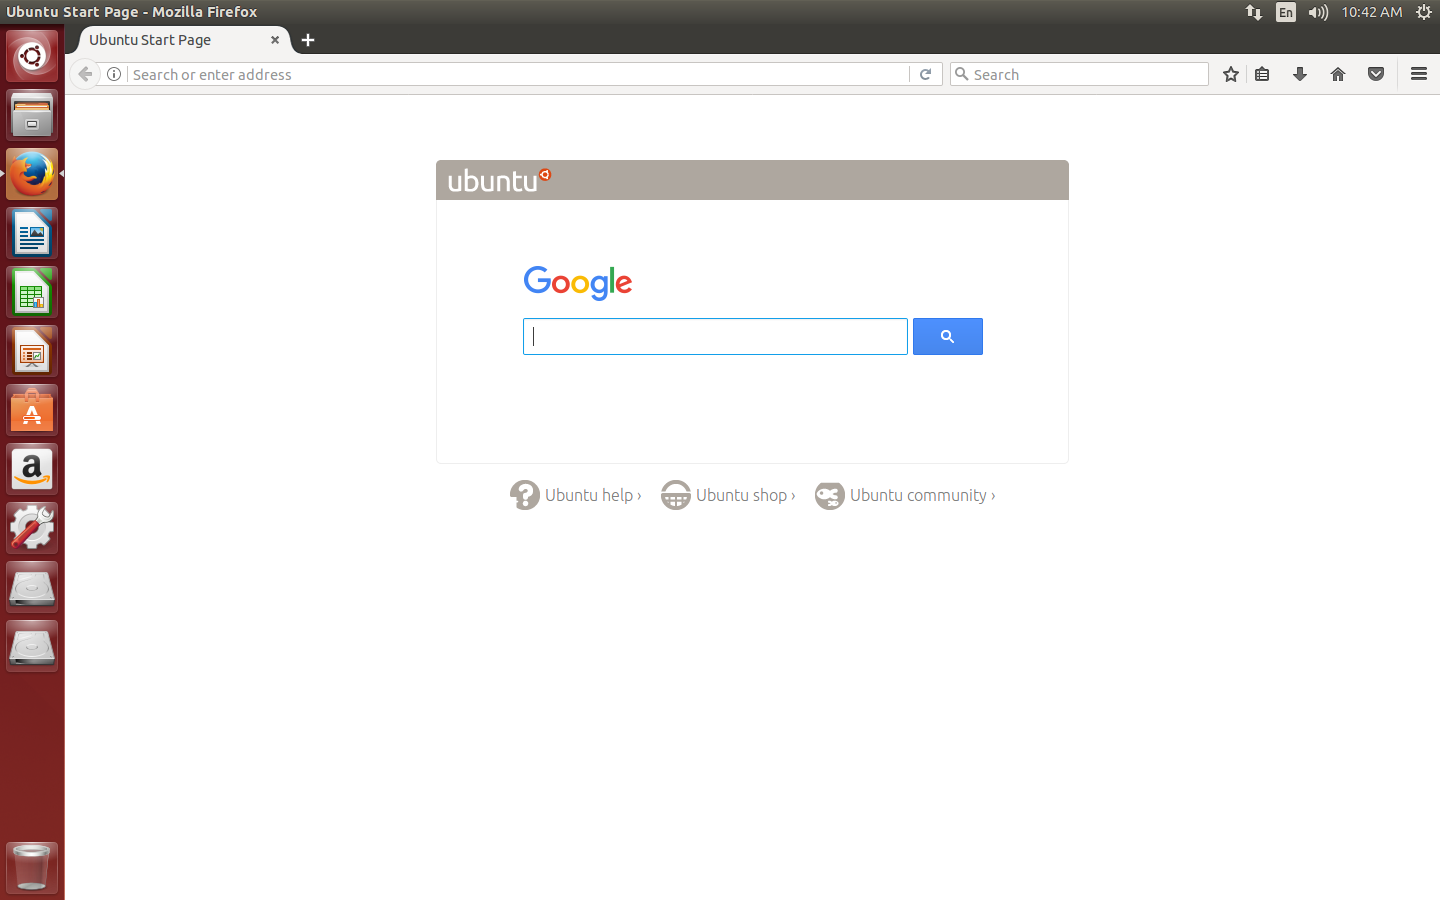 Ubuntu Start Page - Mozilla Firefox
En
10:42 AM
Ubuntu Start Page
Search or enter address
Search
ubuntu
Google
Ubuntu help ›
Ubuntu shop ›
Ubuntu community ›